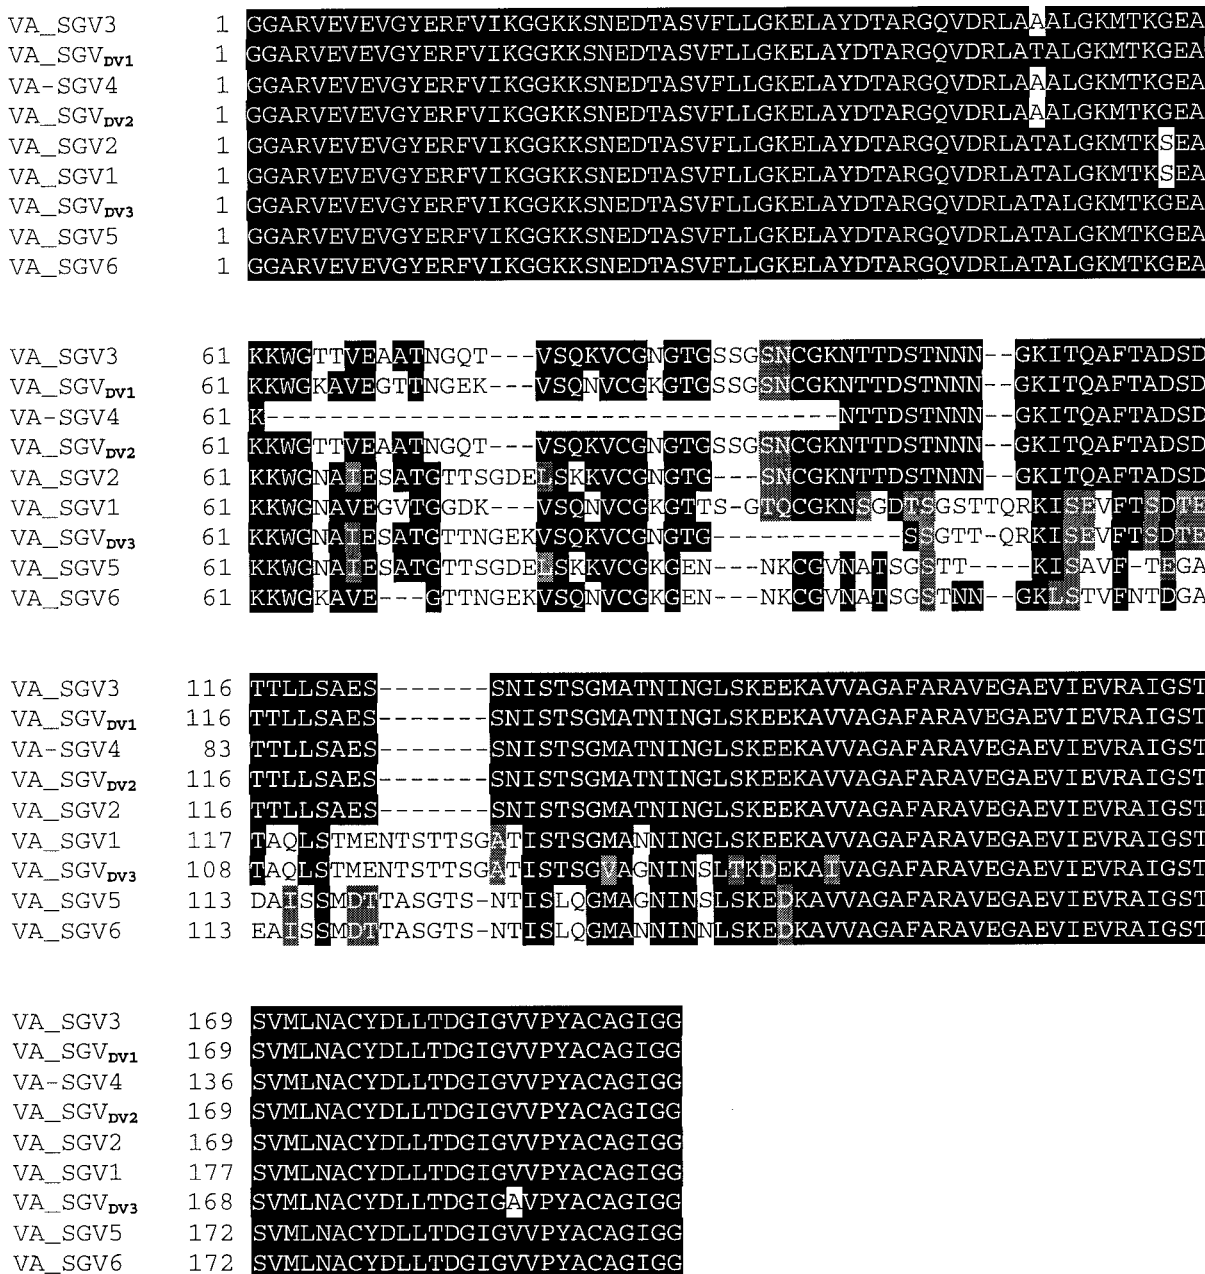 VA_SGV3 1 GGARVEVEVGYERFVIKGGKKSNEDTASVFLLGKELAYDTARGQVDRLAAALGKMTKGEA
VA_SGVDV1 1 GGARVEVEVGYERFVIKGGKKSNEDTASVFLLGKELAYDTARGQVDRLATALGKMTKGEA
VA-SGV4 1 GGARVEVEVGYERFVIKGGKKSNEDTASVFLLGKELAYDTARGQVDRLAAALGKMTKGEA
VA_SGVDV2 1 GGARVEVEVGYERFVIKGGKKSNEDTASVFLLGKELAYDTARGQVDRLAAALGKMTKGEA
VA_SGV2 1 GGARVEVEVGYERFVIKGGKKSNEDTASVFLLGKELAYDTARGQVDRLATALGKMTKSEA
VA_SGV1 1 GGARVEVEVGYERFVIKGGKKSNEDTASVFLLGKELAYDTARGQVDRLATALGKMTKSEA
VA_SGVDV3 1 GGARVEVEVGYERFVIKGGKKSNEDTASVFLLGKELAYDTARGQVDRLATALGKMTKGEA
VA_SGV5 1 GGARVEVEVGYERFVIKGGKKSNEDTASVFLLGKELAYDTARGQVDRLATALGKMTKGEA
VA_SGV6 1 GGARVEVEVGYERFVIKGGKKSNEDTASVFLLGKELAYDTARGQVDRLATALGKMTKGEA
VA_SGV3 61 KKWGTTVEAATNGQT---VSQKVCGNGTGSSGSNCGKNTTDSTNNN--GKITQAFTADSD
VA_SGVDV1 61 KKWGKAVEGTTNGEK---VSQNVCGKGTGSSGSNCGKNTTDSTNNN--GKITQAFTADSD
VA-SGV4 61 K------------------------------------NTTDSTNNN--GKITQAFTADSD
VA_SGVDV2 61 KKWGTTVEAATNGQT---VSQKVCGNGTGSSGSNCGKNTTDSTNNN--GKITQAFTADSD
VA_SGV2 61 KKWGNAIESATGTTSGDELSKKVCGNGTG---SNCGKNTTDSTNNN--GKITQAFTADSD
VA_SGV1 61 KKWGNAVEGVTGGDK---VSQNVCGKGTTS-GTQCGKNSGDTSGSTTQRKISEVFTSDTE
VA_SGVDV3 61 KKWGNAIESATGTTNGEKVSQKVCGNGTG------------SSGTT-QRKISEVFTSDTE
VA_SGV5 61 KKWGNAIESATGTTSGDELSKKVCGKGEN---NKCGVNATSGSTT----KISAVF-TEGA
VA_SGV6 61 KKWGKAVE---GTTNGEKVSQNVCGKGEN---NKCGVNATSGSTNN--GKLSTVFNTDGA
VA_SGV3 116 TTLLSAES-------SNISTSGMATNINGLSKEEKAVVAGAFARAVEGAEVIEVRAIGST
VA_SGVDV1 116 TTLLSAES-------SNISTSGMATNINGLSKEEKAVVAGAFARAVEGAEVIEVRAIGST
VA-SGV4 83 TTLLSAES-------SNISTSGMATNINGLSKEEKAVVAGAFARAVEGAEVIEVRAIGST
VA_SGVDV2 116 TTLLSAES-------SNISTSGMATNINGLSKEEKAVVAGAFARAVEGAEVIEVRAIGST
VA_SGV2 116 TTLLSAES-------SNISTSGMATNINGLSKEEKAVVAGAFARAVEGAEVIEVRAIGST
VA_SGV1 117 TAQLSTMENTSTTSGATISTSGMANNINGLSKEEKAVVAGAFARAVEGAEVIEVRAIGST
VA_SGVDV3 108 TAQLSTMENTSTTSGATISTSGVAGNINSLTKDEKAIVAGAFARAVEGAEVIEVRAIGST
VA_SGV5 113 DAISSMDTTASGTS-NTISLQGMAGNINSLSKEDKAVVAGAFARAVEGAEVIEVRAIGST
VA_SGV6 113 EAISSMDTTASGTS-NTISLQGMANNINNLSKEDKAVVAGAFARAVEGAEVIEVRAIGST
VA_SGV3 169 SVMLNACYDLLTDGIGVVPYACAGIGG
VA_SGVDV1 169 SVMLNACYDLLTDGIGVVPYACAGIGG
VA-SGV4 136 SVMLNACYDLLTDGIGVVPYACAGIGG
VA_SGVDV2 169 SVMLNACYDLLTDGIGVVPYACAGIGG
VA_SGV2 169 SVMLNACYDLLTDGIGVVPYACAGIGG
VA_SGV1 177 SVMLNACYDLLTDGIGVVPYACAGIGG
VA_SGVDV3 168 SVMLNACYDLLTDGIGAVPYACAGIGG
VA_SGV5 172 SVMLNACYDLLTDGIGVVPYACAGIGG
VA_SGV6 172 SVMLNACYDLLTDGIGVVPYACAGIGG